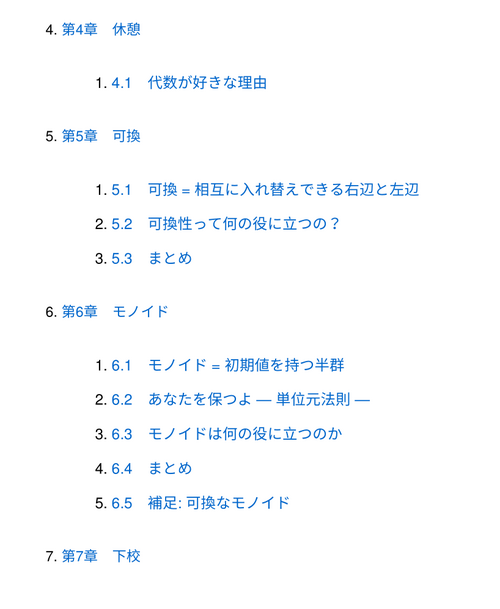 4. 第4章　休憩
1. 4.1　代数が好きな理由
5. 第5章　可換
1. 5.1　可換 = 相互に入れ替えできる右辺と左辺
2. 5.2　可換性って何の役に立つの？
3. 5.3　まとめ
6. 第6章　モノイド
1. 6.1　モノイド = 初期値を持つ半群
2. 6.2　あなたを保つよ — 単位元法則 —
3. 6.3　モノイドは何の役に立つのか
4. 6.4　まとめ
5. 6.5　補足: 可換なモノイド
7. 第7章　下校